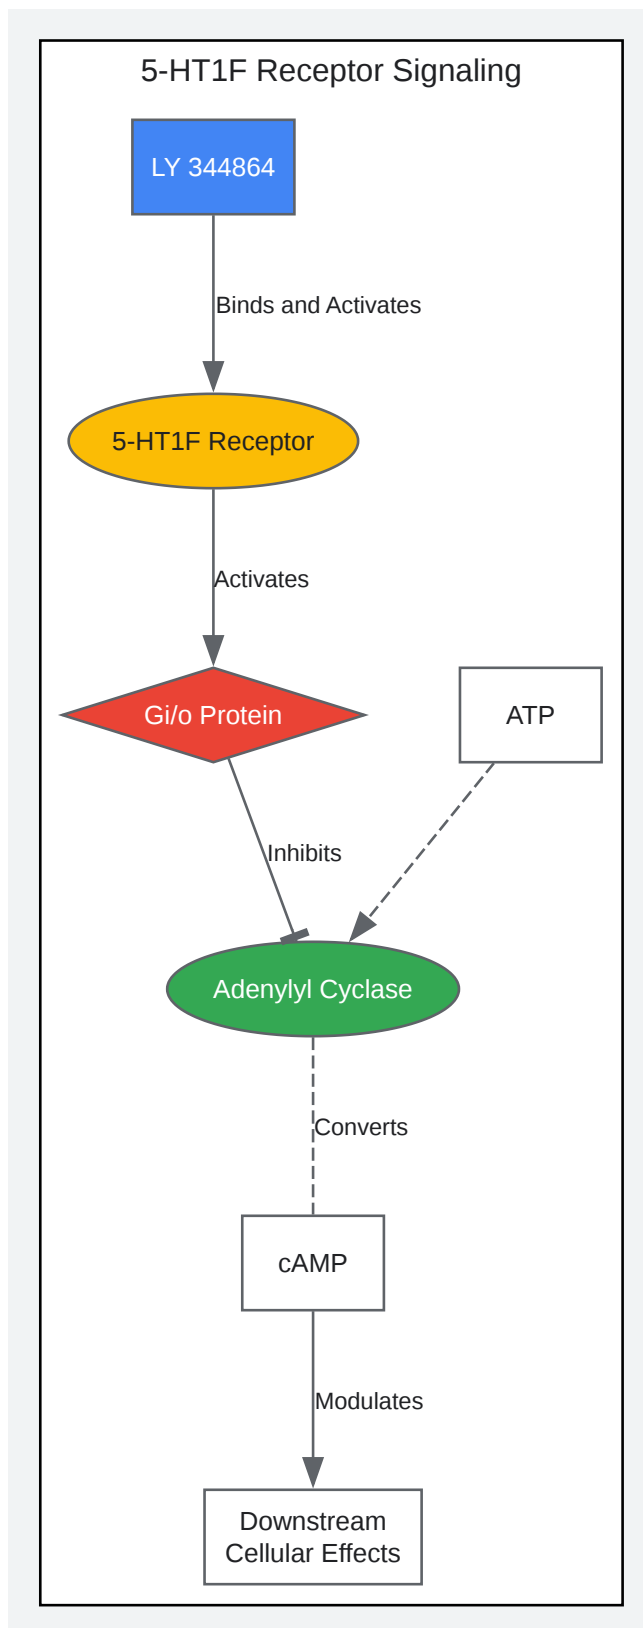 5-HT1F Receptor Signaling
LY 344864
Binds and Activates
5-HT1F Receptor
Activates
Gi/o Protein
ATP
Inhibits
Adenylyl Cyclase
Converts
cAMP
Modulates
Downstream
Cellular Effects